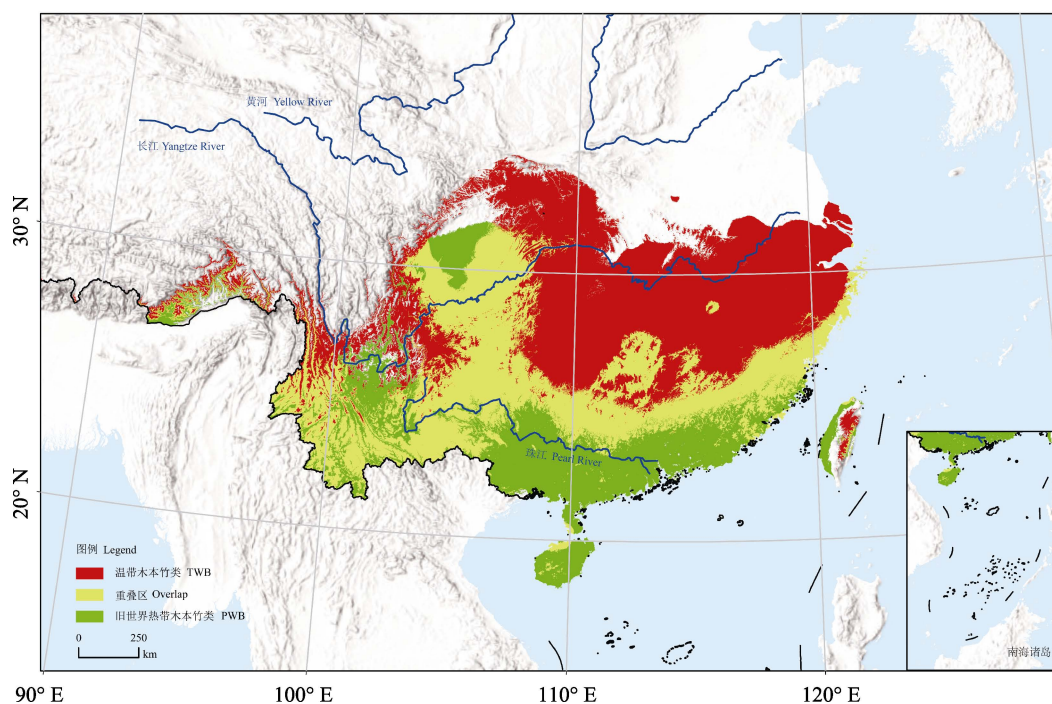 黄河 Yellow River
长江 Yangtze River
30° N
珠江 Pearl River
20° N
图例 Legend
温带木本竹类 TWB
重叠区 Overlap
旧世界热带木本竹类 PWB
0 250
km
南海诸岛
90° E 100° E 110° E 120° E